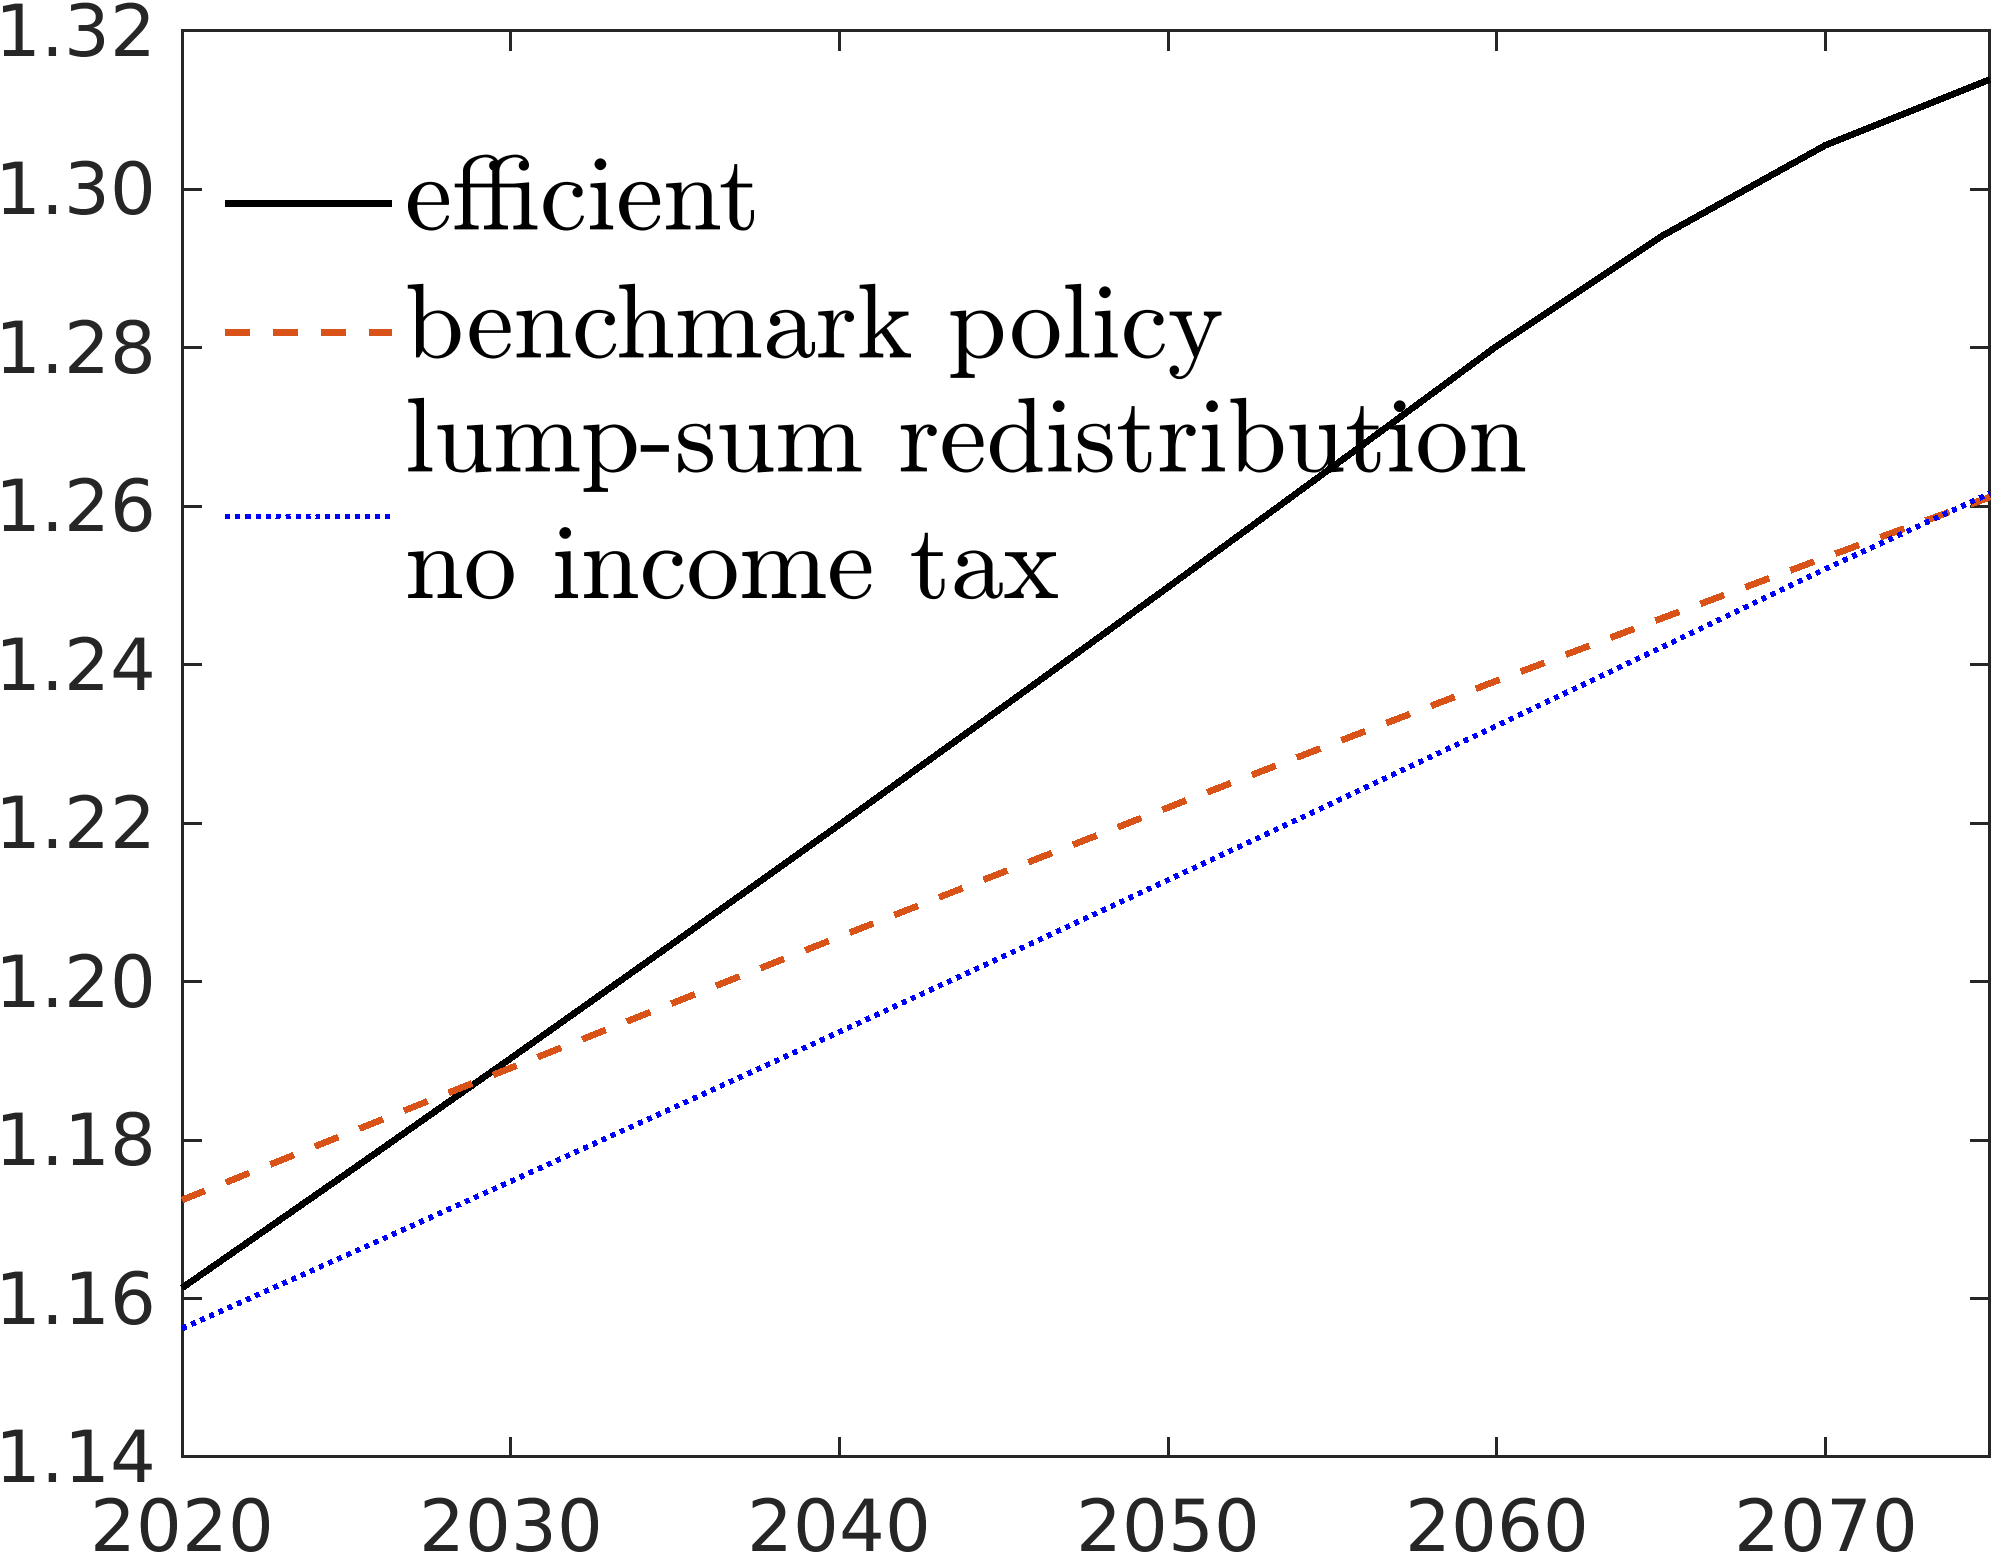 1.32
1.30
1.28
1.26
1.24
1.22
1.20
1.18
1.16
1.14
efficient
benchmark policy
lump-sum redistribution
no income tax
2020 2030 2040 2050 2060 2070